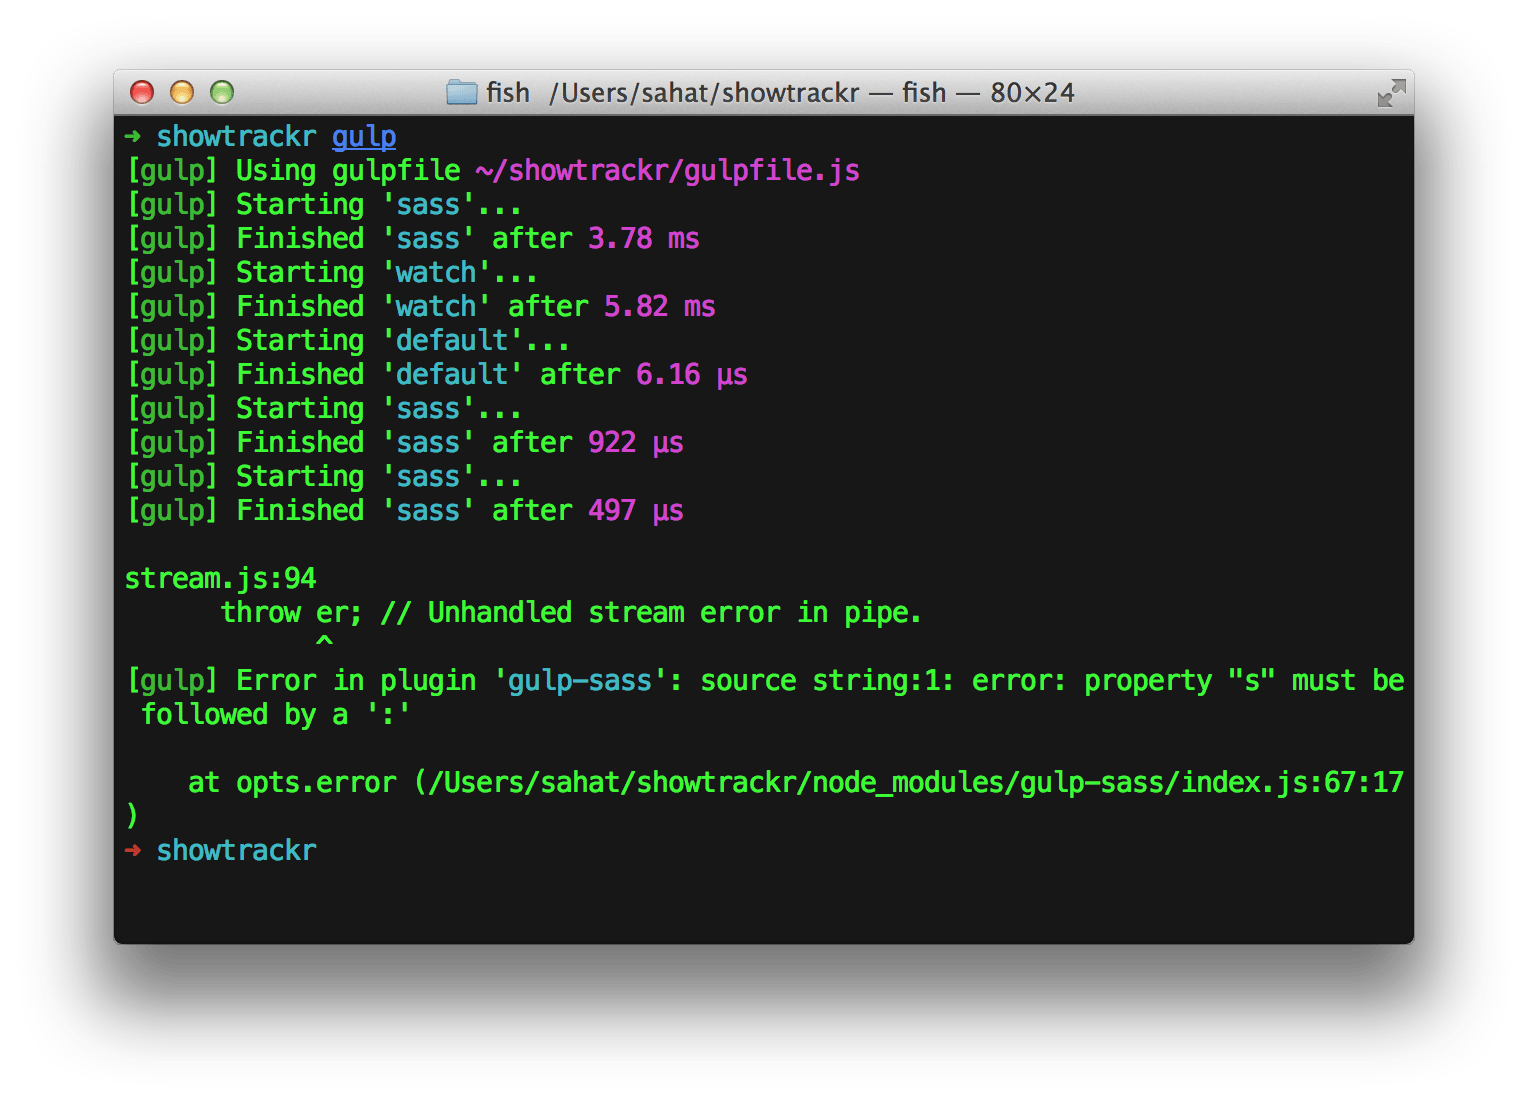 fish /Users/sahat/showtrackr — fish — 80×24
➜ showtrackr gulp
[gulp] Using gulpfile ~/showtrackr/gulpfile.js
[gulp] Starting 'sass'...
[gulp] Finished 'sass' after 3.78 ms
[gulp] Starting 'watch'...
[gulp] Finished 'watch' after 5.82 ms
[gulp] Starting 'default'...
[gulp] Finished 'default' after 6.16 µs
[gulp] Starting 'sass'...
[gulp] Finished 'sass' after 922 µs
[gulp] Starting 'sass'...
[gulp] Finished 'sass' after 497 µs
stream.js:94
throw er; // Unhandled stream error in pipe.
^
[gulp] Error in plugin 'gulp-sass': source string:1: error: property "s" must be
followed by a ':'
at opts.error (/Users/sahat/showtrackr/node_modules/gulp-sass/index.js:67:17
)
➜ showtrackr